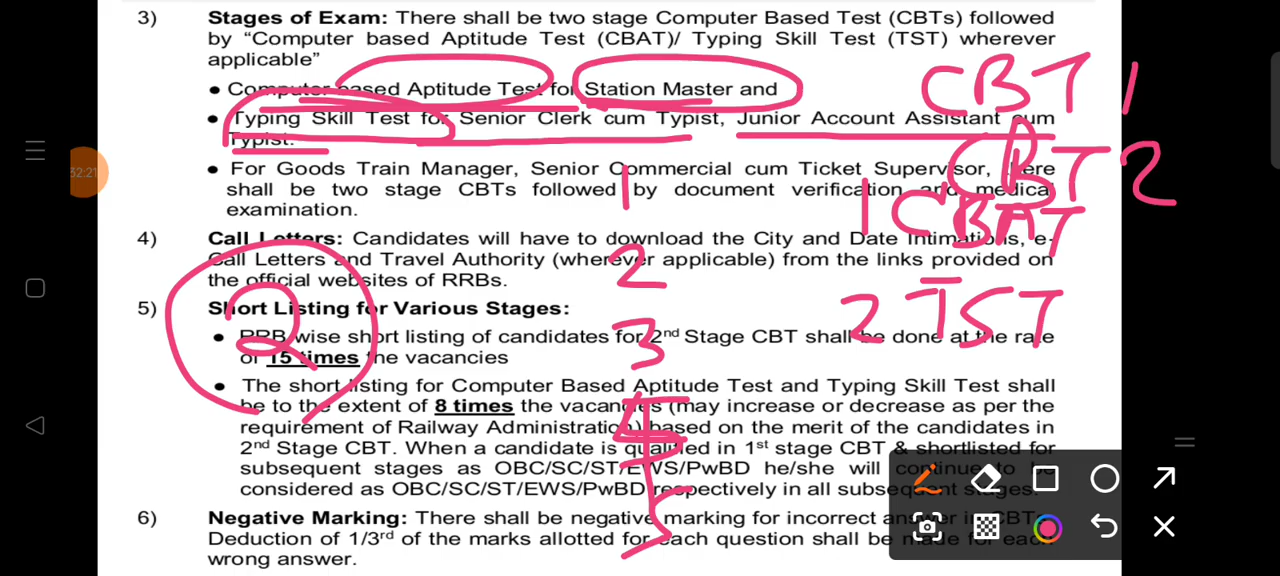 3) Stages of Exam: There shall be two stage Computer Based Test (CBTs) followed
by “Computer based Aptitude Test (CBAT)/ Typing Skill Test (TST) wherever
applicable”
• Computer based Aptitude Test for Station Master and
• Typing Skill Test for Senior Clerk cum Typist, Junior Account Assistant cum
Typist.
• For Goods Train Manager, Senior Commercial cum Ticket Supervisor, there
shall be two stage CBTs followed by document verification and medical
examination.
4) Call Letters: Candidates will have to download the City and Date Intimations, e-
Call Letters and Travel Authority (wherever applicable) from the links provided on
the official websites of RRBs.
5) Short Listing for Various Stages:
• RRB wise short listing of candidates for 2nd Stage CBT shall be done at the rate
of 15 times the vacancies
• The short listing for Computer Based Aptitude Test and Typing Skill Test shall
be to the extent of 8 times the vacancies (may increase or decrease as per the
requirement of Railway Administration) based on the merit of the candidates in
2nd Stage CBT. When a candidate is qualified in 1st stage CBT & shortlisted for
subsequent stages as OBC/SC/ST/EWS/PwBD he/she will continue to be
considered as OBC/SC/ST/EWS/PwBD respectively in all subsequent stages.
6) Negative Marking: There shall be negative marking for incorrect answer in CBTs.
Deduction of 1/3rd of the marks allotted for each question shall be made for each
wrong answer.
CBT 1
CBT 2
1 CBAT
2 TST
1
2
3
2
32:21